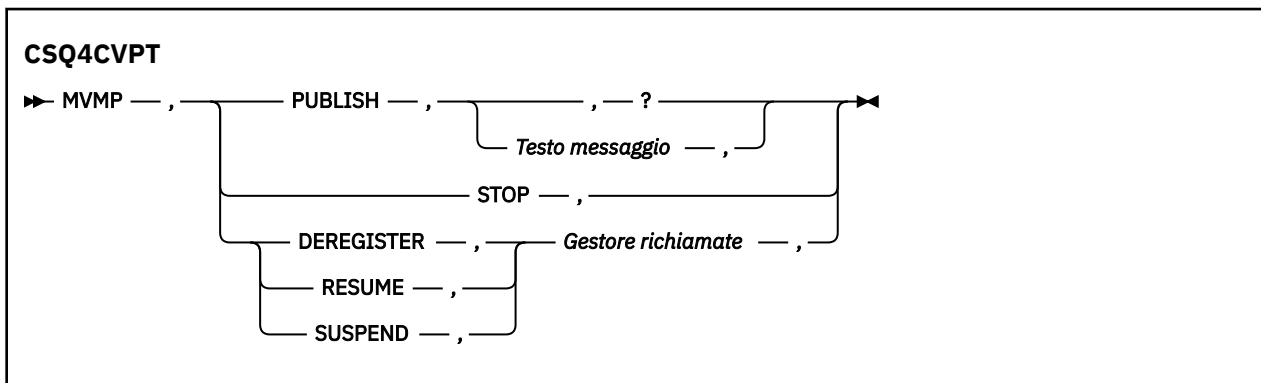 CSQ4CVPT
MVMP , PUBLISH , , ?
Testo messaggio ,
STOP ,
DEREGISTER , Gestore richiamate ,
RESUME ,
SUSPEND ,